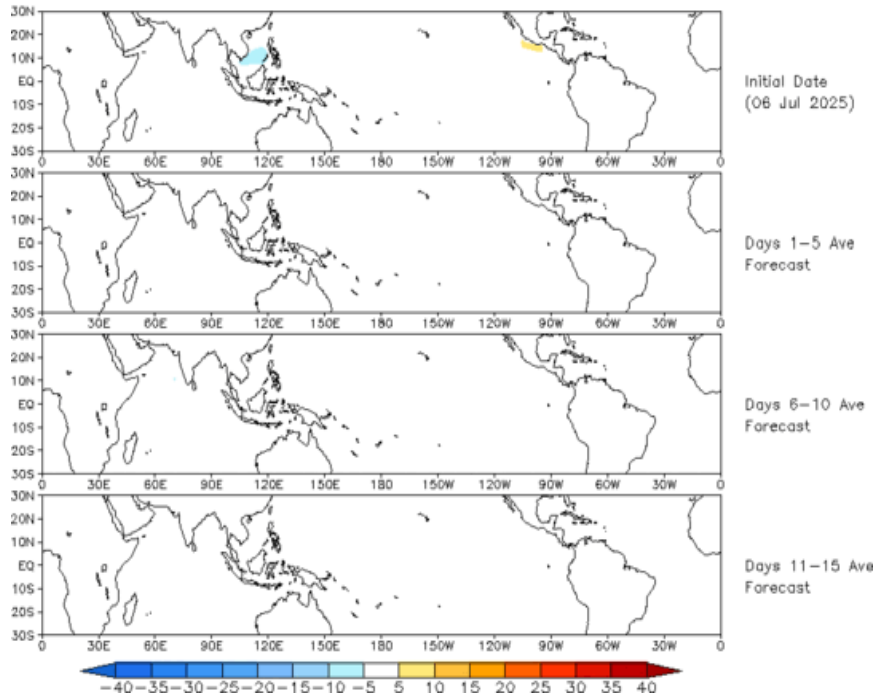 30N
20N
10N
EQ
10S
20S
30S
0 30E 60E 90E 120E 150E 180 150W 120W 90W 60W 30W 0
Initial Date
(06 Jul 2025)
30N
20N
10N
EQ
10S
20S
30S
0 30E 60E 90E 120E 150E 180 150W 120W 90W 60W 30W 0
Days 1-5 Ave
Forecast
30N
20N
10N
EQ
10S
20S
30S
0 30E 60E 90E 120E 150E 180 150W 120W 90W 60W 30W 0
Days 6-10 Ave
Forecast
30N
20N
10N
EQ
10S
20S
30S
0 30E 60E 90E 120E 150E 180 150W 120W 90W 60W 30W 0
Days 11-15 Ave
Forecast
-40 -35 -30 -25 -20 -15 -10 -5 5 10 15 20 25 30 35 40